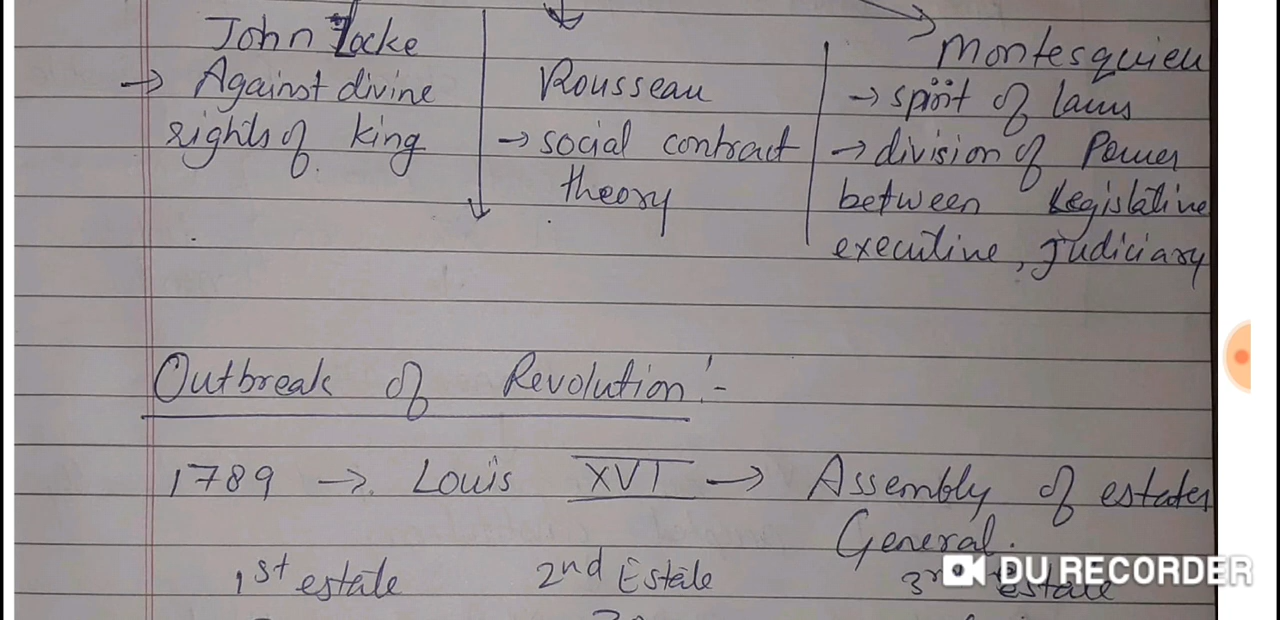 John Locke
→ Against divine
rights of king
Rousseau
→ social contract
theory
Montesquieu
→ spirit of laws
→ division of Power
between Legislative
executive, Judiciary
Outbreak of Revolution:-
1789 → Louis XVI → Assembly of estates
General.
1st estate 2nd Estate 3rd Estate
DU RECORDER